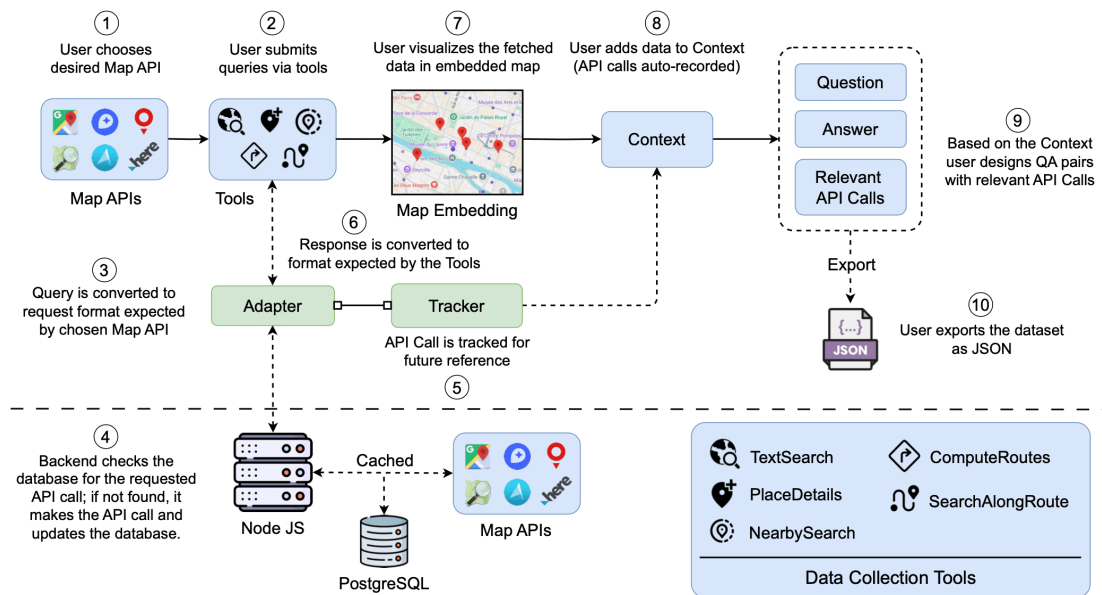 1
User chooses
desired Map API
Map APIs
2
User submits
queries via tools
Tools
7
User visualizes the fetched
data in embedded map
Map Embedding
8
User adds data to Context
(API calls auto-recorded)
Context
Question
Answer
Relevant
API Calls
9
Based on the Context
user designs QA pairs
with relevant API Calls
Export
10
User exports the dataset
as JSON
{...}
JSON
3
Query is converted to
request format expected
by chosen Map API
6
Response is converted to
format expected by the Tools
Adapter
Tracker
API Call is tracked for
future reference
5
4
Backend checks the
database for the requested
API call; if not found, it
makes the API call and
updates the database.
Node JS
Cached
PostgreSQL
here
Map APIs
here
TextSearch
PlaceDetails
NearbySearch
ComputeRoutes
SearchAlongRoute
Data Collection Tools